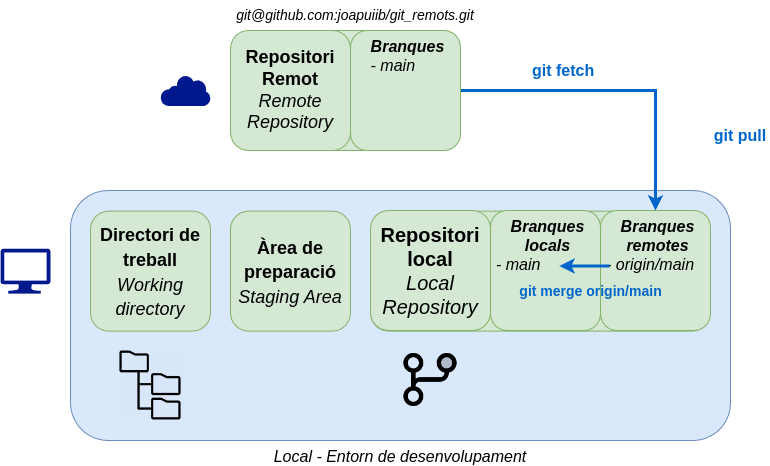 git@github.com:joapuiib/git_remots.git
Repositori
Remot
Remote
Repository
Branques
- main
git fetch
git pull
Directori de
treball
Working
directory
Àrea de
preparació
Staging Area
Repositori
local
Local
Repository
Branques
locals
- main
Branques
remotes
- origin/main
git merge origin/main
Local - Entorn de desenvolupament